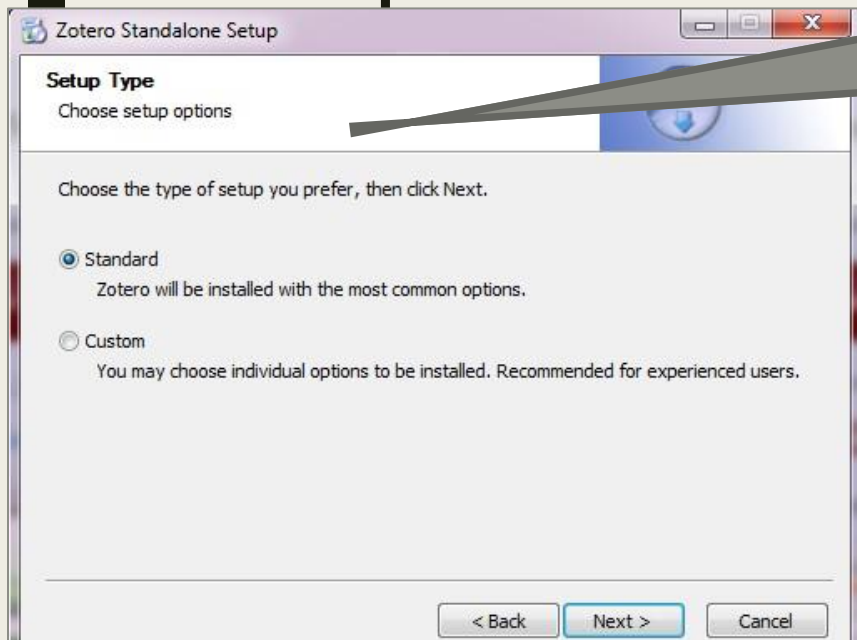 Zotero Standalone Setup
Setup Type
Choose setup options
Choose the type of setup you prefer, then click Next.
Standard
Zotero will be installed with the most common options.
Custom
You may choose individual options to be installed. Recommended for experienced users.
< Back Next > Cancel